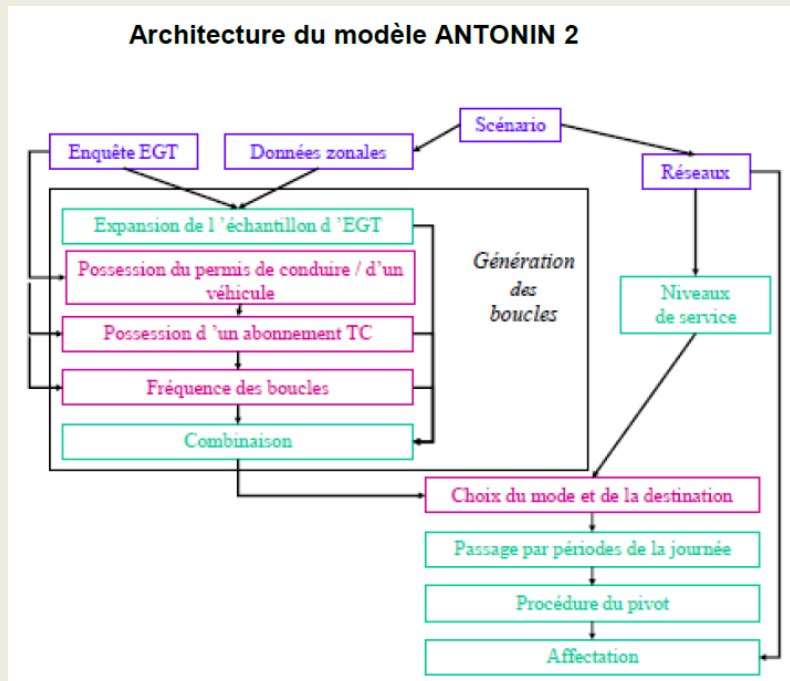 Architecture du modèle ANTONIN 2
Scénario
Enquête EGT
Données zonales
Réseaux
Expansion de l ’échantillon d ’EGT
Possession du permis de conduire / d’un
véhicule
Génération
des
boucles
Niveaux
de service
Possession d ’un abonnement TC
Fréquence des boucles
Combinaison
Choix du mode et de la destination
Passage par périodes de la journée
Procédure du pivot
Affectation